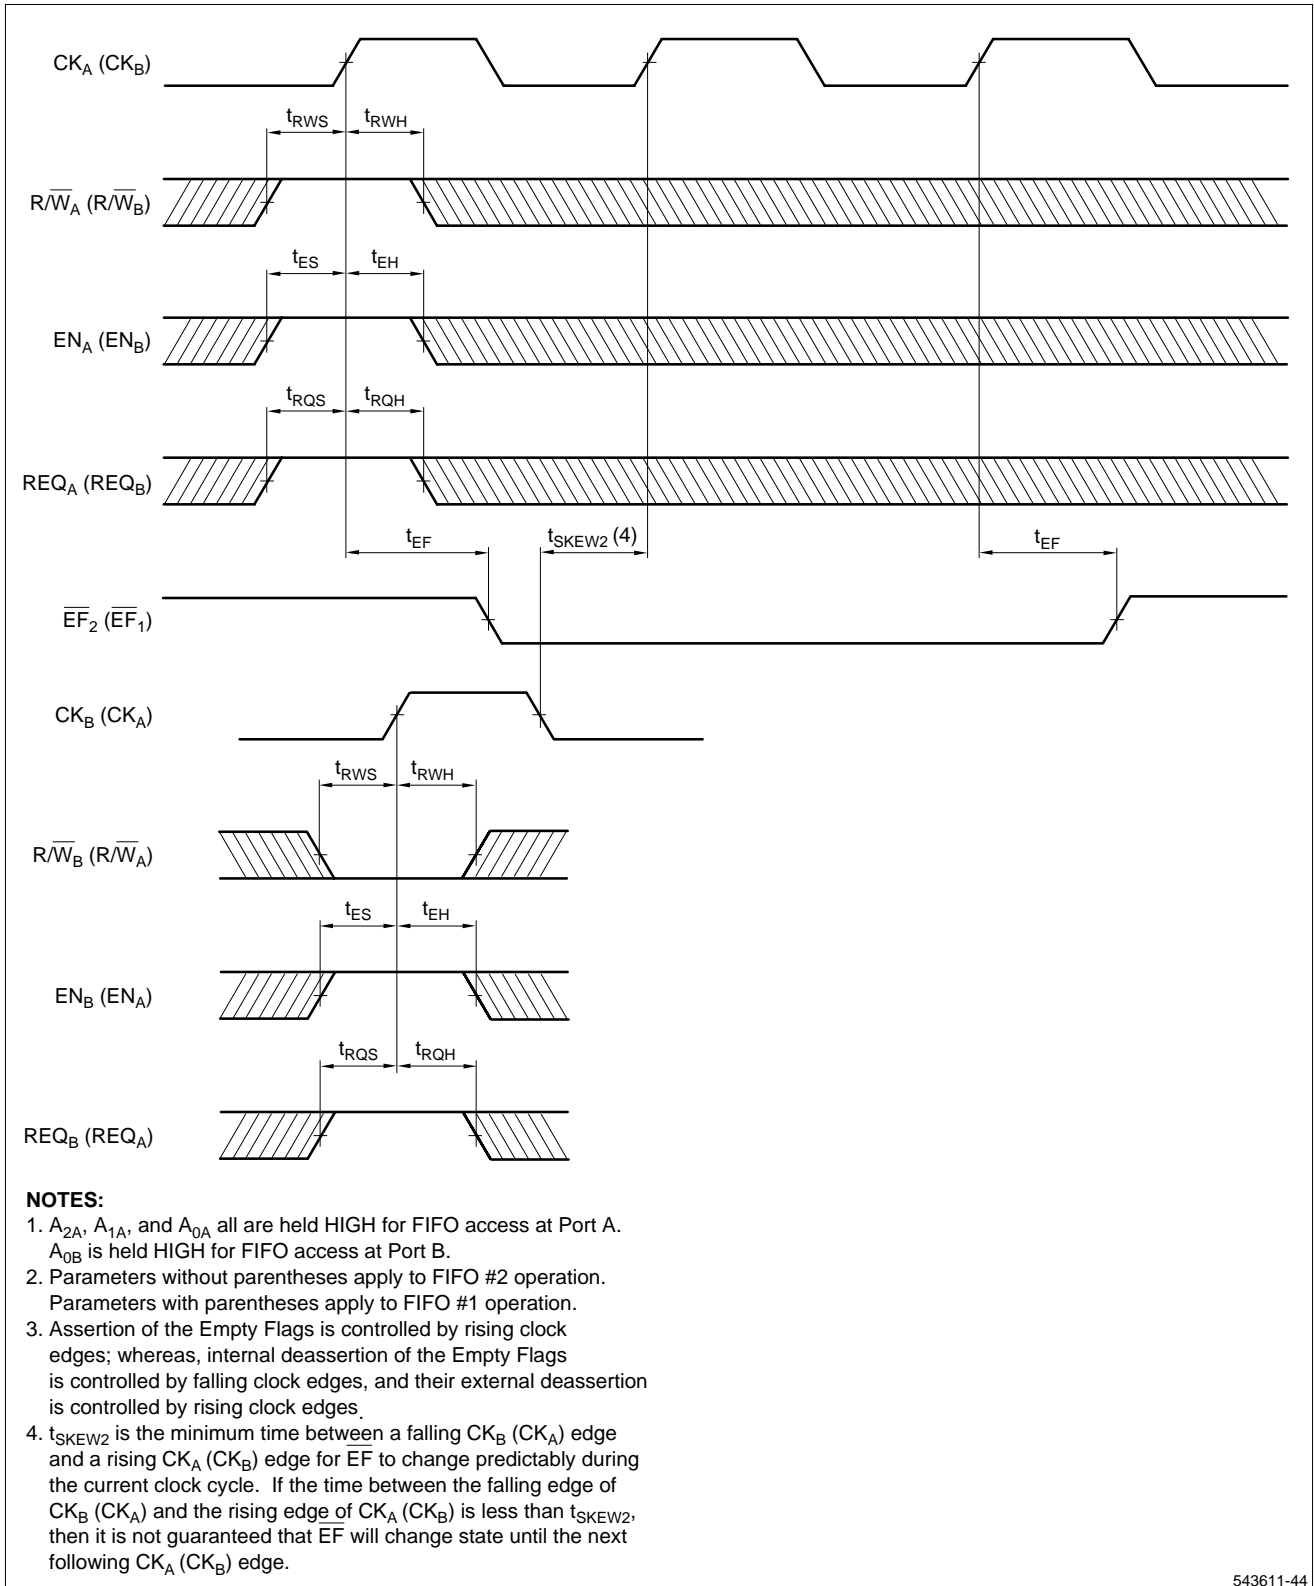 CKA (CKB)
tRWS tRWH
R/W̅A (R/W̅B)
tES tEH
ENA (ENB)
tRQS tRQH
REQA (REQB)
tEF tSKEW2 (4) tEF
E̅F̅2 (E̅F̅1)
CKB (CKA)
tRWS tRWH
R/W̅B (R/W̅A)
tES tEH
ENB (ENA)
tRQS tRQH
REQB (REQA)
NOTES:
1. A2A, A1A, and A0A all are held HIGH for FIFO access at Port A.
A0B is held HIGH for FIFO access at Port B.
2. Parameters without parentheses apply to FIFO #2 operation.
Parameters with parentheses apply to FIFO #1 operation.
3. Assertion of the Empty Flags is controlled by rising clock
edges; whereas, internal deassertion of the Empty Flags
is controlled by falling clock edges, and their external deassertion
is controlled by rising clock edges.
4. tSKEW2 is the minimum time between a falling CKB (CKA) edge
and a rising CKA (CKB) edge for E̅F̅ to change predictably during
the current clock cycle. If the time between the falling edge of
CKB (CKA) and the rising edge of CKA (CKB) is less than tSKEW2,
then it is not guaranteed that E̅F̅ will change state until the next
following CKA (CKB) edge.
543611-44